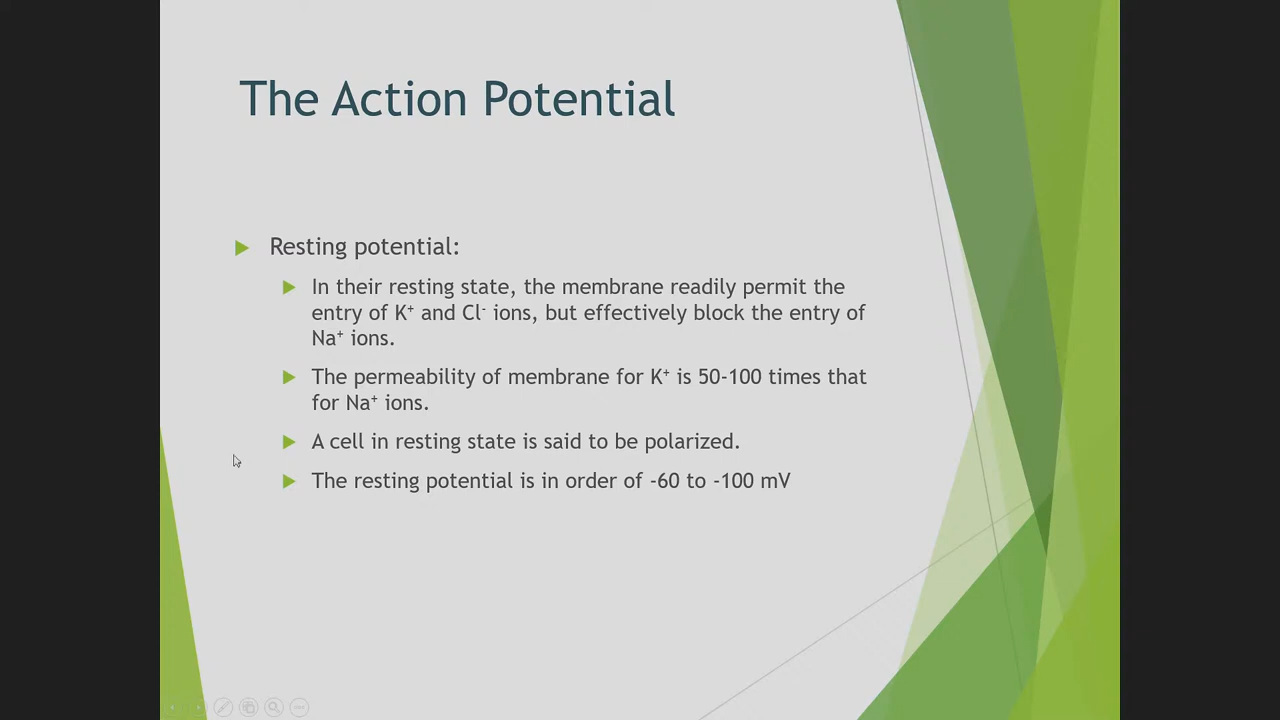 The Action Potential
Resting potential:
In their resting state, the membrane readily permit the
entry of K⁺ and Cl⁻ ions, but effectively block the entry of
Na⁺ ions.
The permeability of membrane for K⁺ is 50-100 times that
for Na⁺ ions.
A cell in resting state is said to be polarized.
The resting potential is in order of -60 to -100 mV